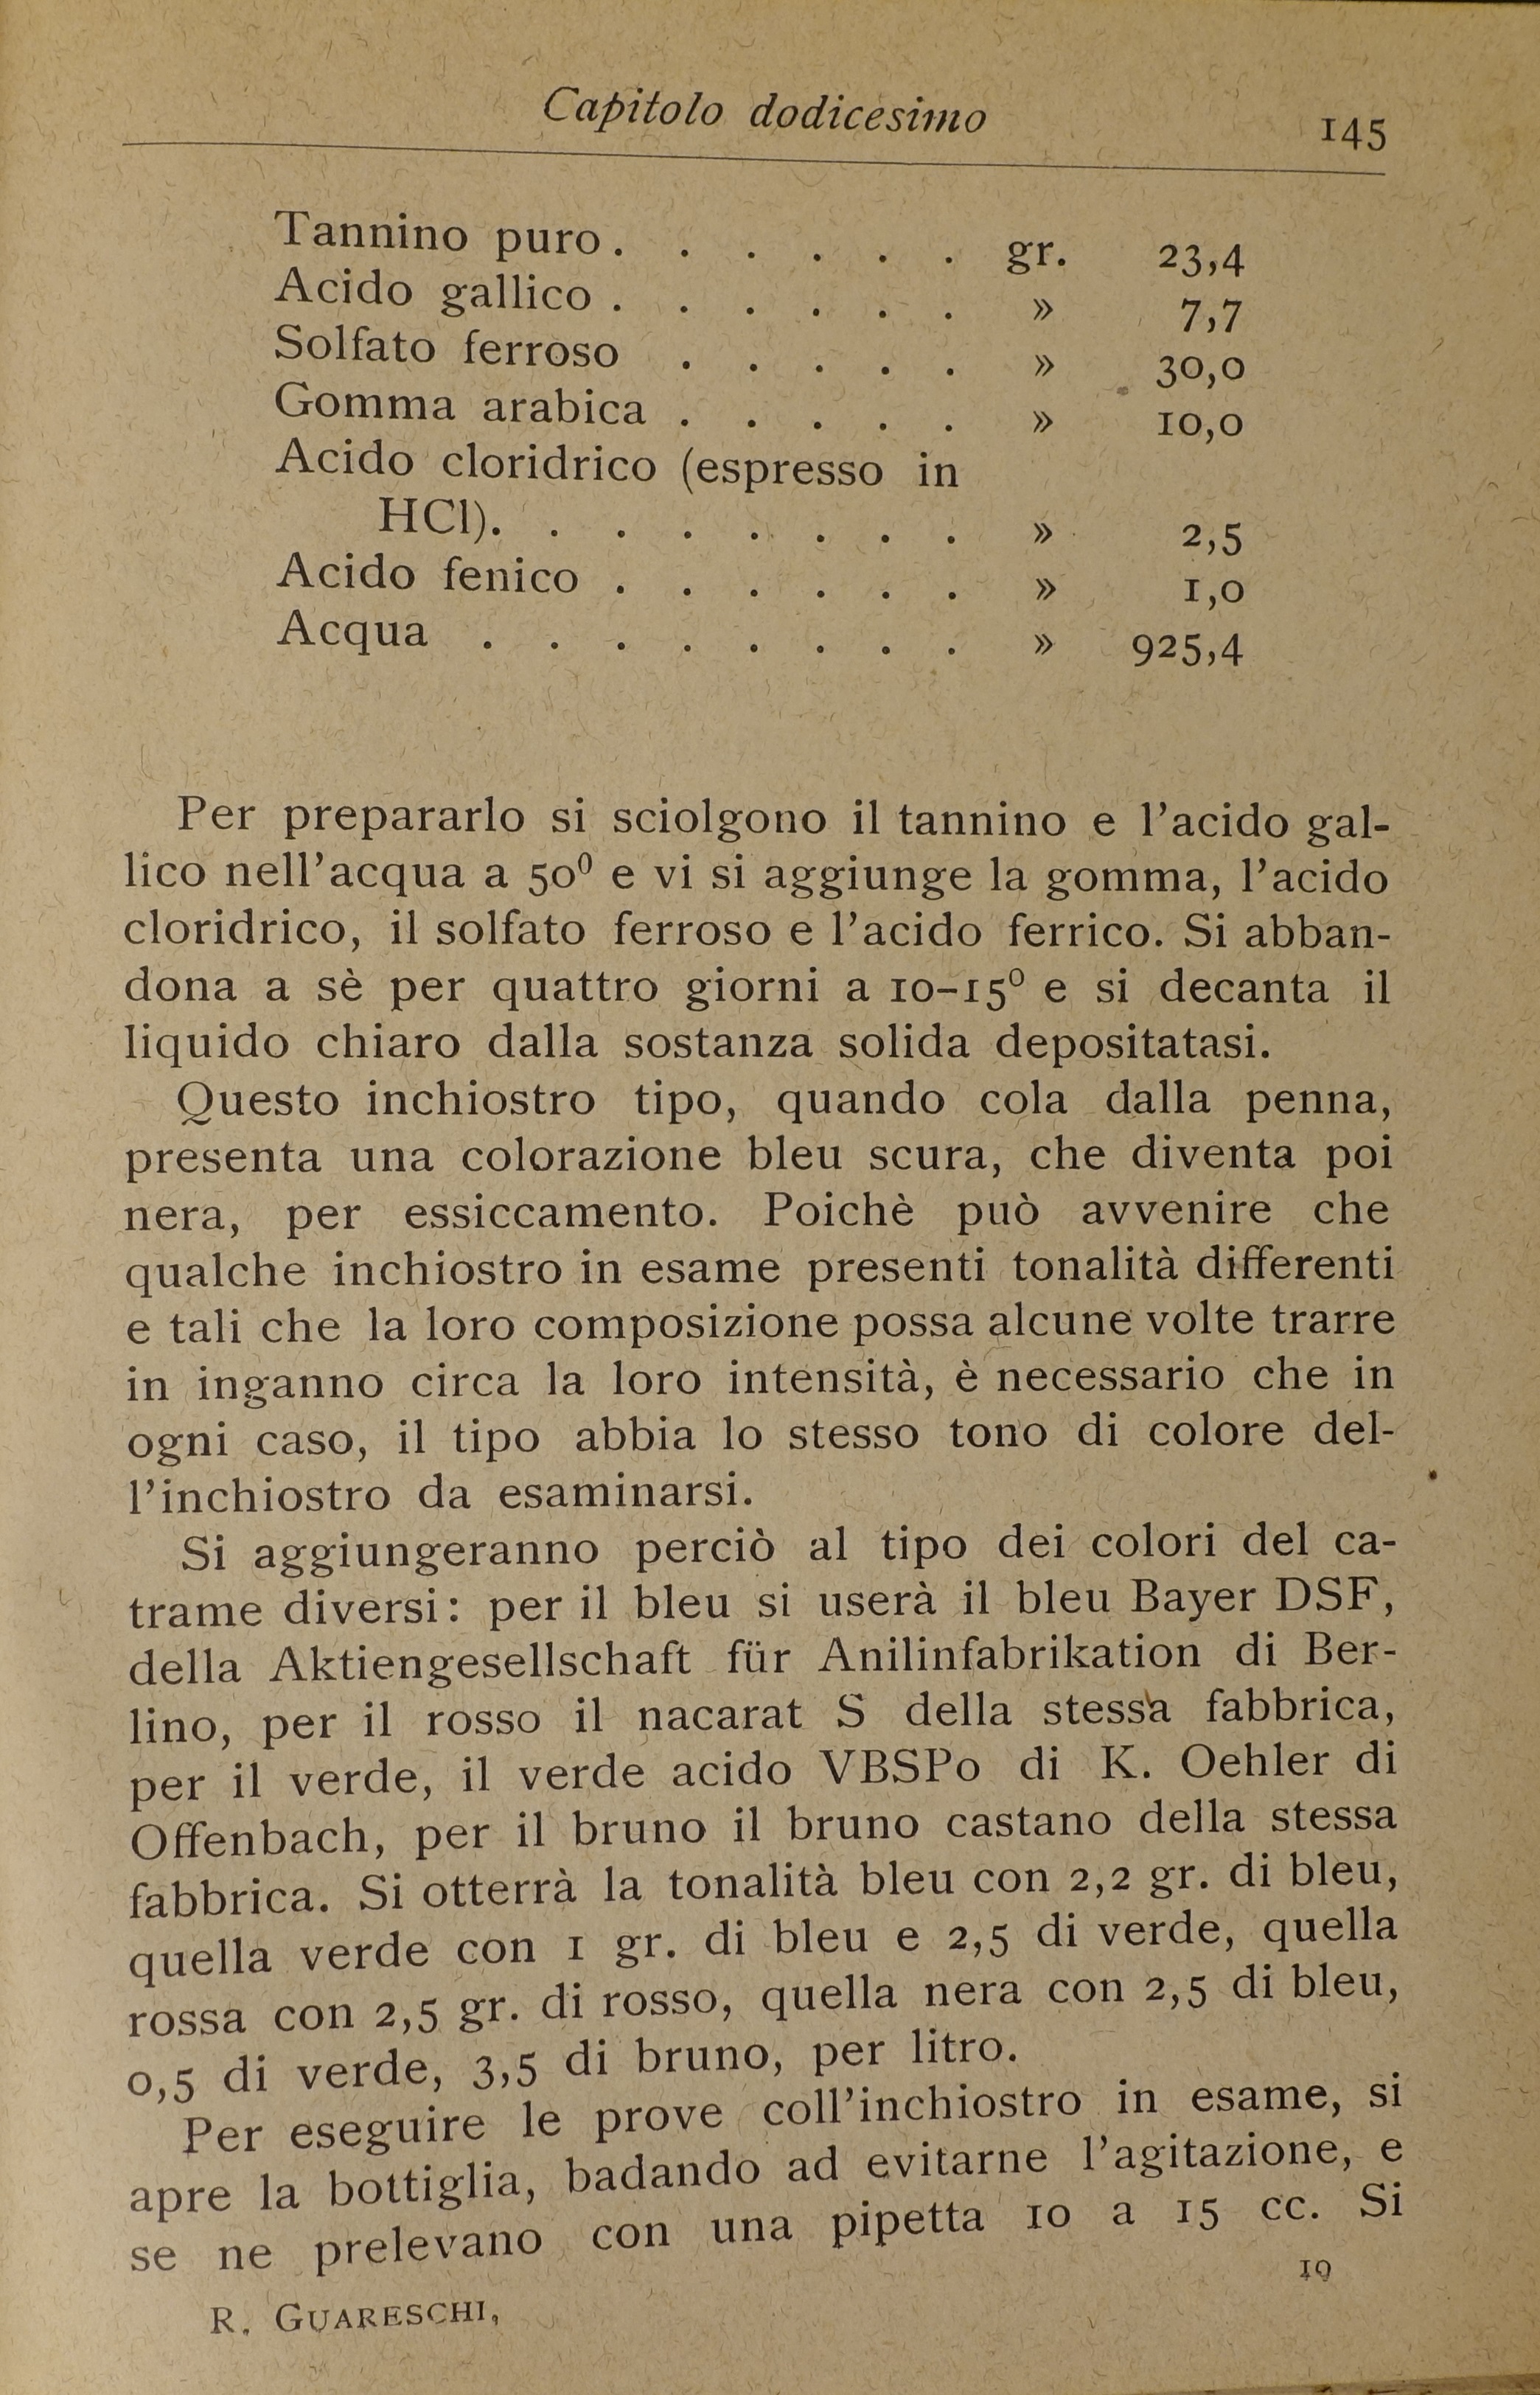 Capitolo dodicesimo 145
Tannino puro . . . . . . gr. 23,4
Acido gallico . . . . . . » 7,7
Solfato ferroso . . . . . » 30,0
Gomma arabica . . . . . » 10,0
Acido cloridrico (espresso in
HCl). . . . . . . . » 2,5
Acido fenico . . . . . . » 1,0
Acqua . . . . . . . . » 925,4
Per prepararlo si sciolgono il tannino e l'acido gal-
lico nell'acqua a 50⁰ e vi si aggiunge la gomma, l'acido
cloridrico, il solfato ferroso e l'acido ferrico. Si abban-
dona a sè per quattro giorni a 10-15⁰ e si decanta il
liquido chiaro dalla sostanza solida depositatasi.
Questo inchiostro tipo, quando cola dalla penna,
presenta una colorazione bleu scura, che diventa poi
nera, per essiccamento. Poichè può avvenire che
qualche inchiostro in esame presenti tonalità differenti
e tali che la loro composizione possa alcune volte trarre
in inganno circa la loro intensità, è necessario che in
ogni caso, il tipo abbia lo stesso tono di colore del-
l'inchiostro da esaminarsi.
Si aggiungeranno perciò al tipo dei colori del ca-
trame diversi: per il bleu si userà il bleu Bayer DSF,
della Aktiengesellschaft für Anilinfabrikation di Ber-
lino, per il rosso il nacarat S della stessa fabbrica,
per il verde, il verde acido VBSPo di K. Oehler di
Offenbach, per il bruno il bruno castano della stessa
fabbrica. Si otterrà la tonalità bleu con 2,2 gr. di bleu,
quella verde con 1 gr. di bleu e 2,5 di verde, quella
rossa con 2,5 gr. di rosso, quella nera con 2,5 di bleu,
0,5 di verde, 3,5 di bruno, per litro.
Per eseguire le prove coll'inchiostro in esame, si
apre la bottiglia, badando ad evitarne l'agitazione, e
se ne prelevano con una pipetta 10 a 15 cc. Si
R. GUARESCHI, 10